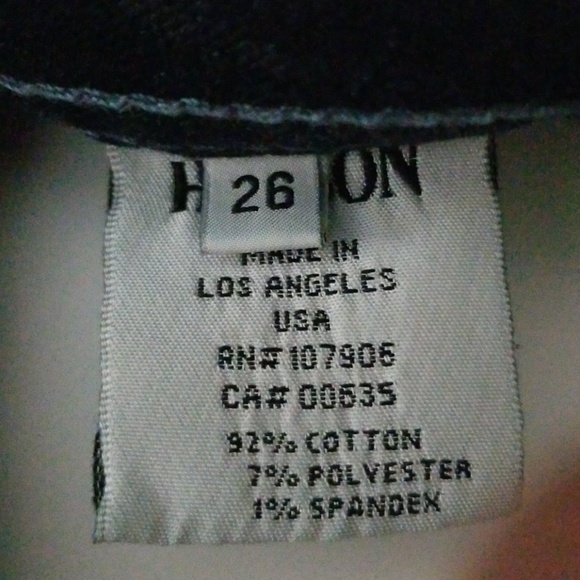 26
MADE IN
LOS ANGELES
USA
RN# 107906
CA# 00635
92% COTTON
7% POLYESTER
1% SPANDEX